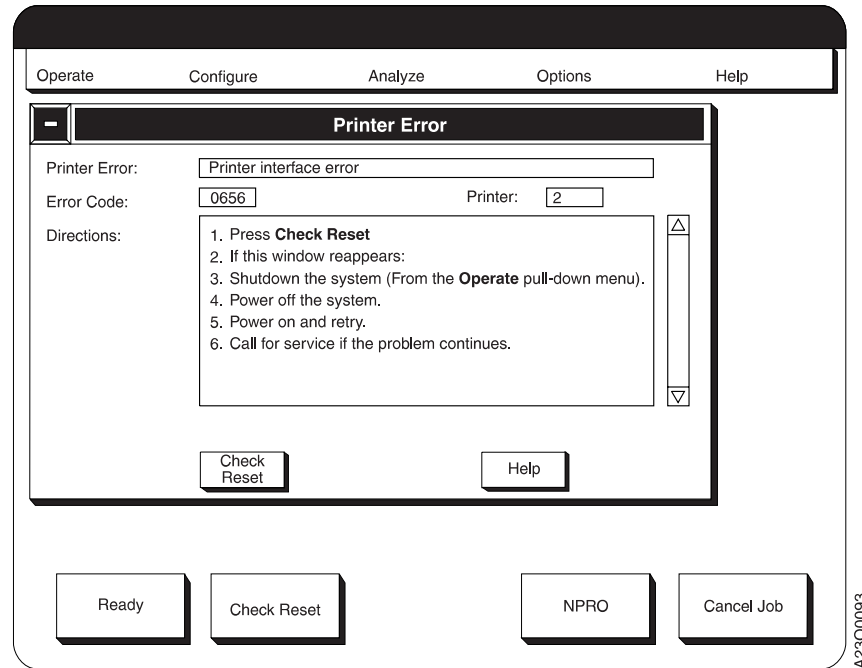 Operate Configure Analyze Options Help
Printer Error
Printer Error: Printer interface error
Error Code: 0656 Printer: 2
Directions:
1. Press Check Reset
2. If this window reappears:
3. Shutdown the system (From the Operate pull-down menu).
4. Power off the system.
5. Power on and retry.
6. Call for service if the problem continues.
Check
Reset
Help
Ready
Check Reset
NPRO
Cancel Job
A23O0093